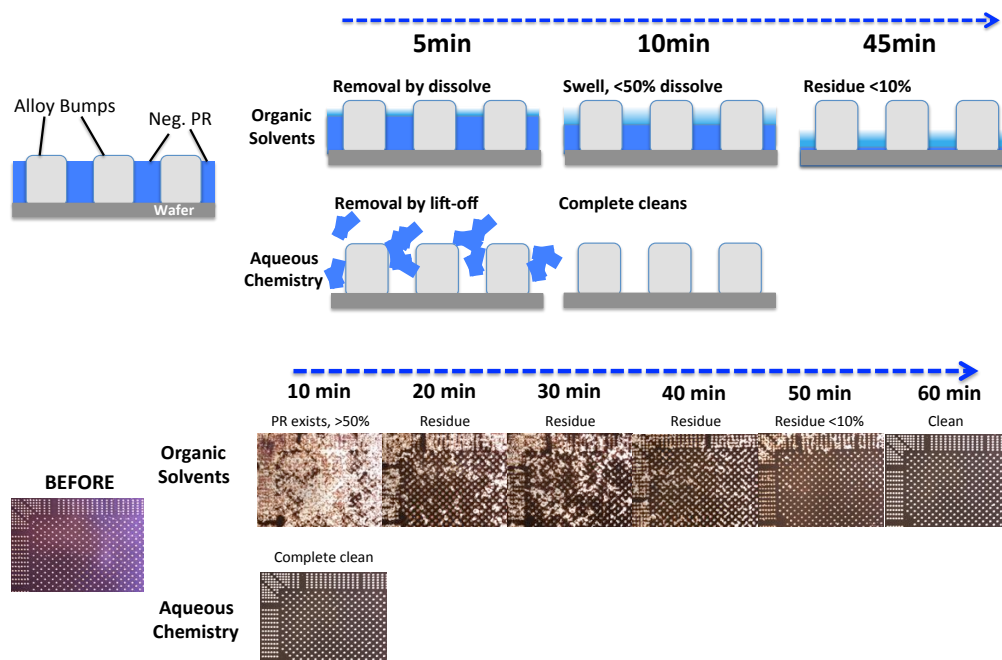 5min
10min
45min
Removal by dissolve
Swell, <50% dissolve
Residue <10%
Alloy Bumps
Neg. PR
Organic
Solvents
Wafer
Removal by lift-off
Complete cleans
Aqueous
Chemistry
10 min
20 min
30 min
40 min
50 min
60 min
PR exists, >50%
Residue
Residue
Residue
Residue <10%
Clean
Organic
Solvents
BEFORE
Complete clean
Aqueous
Chemistry